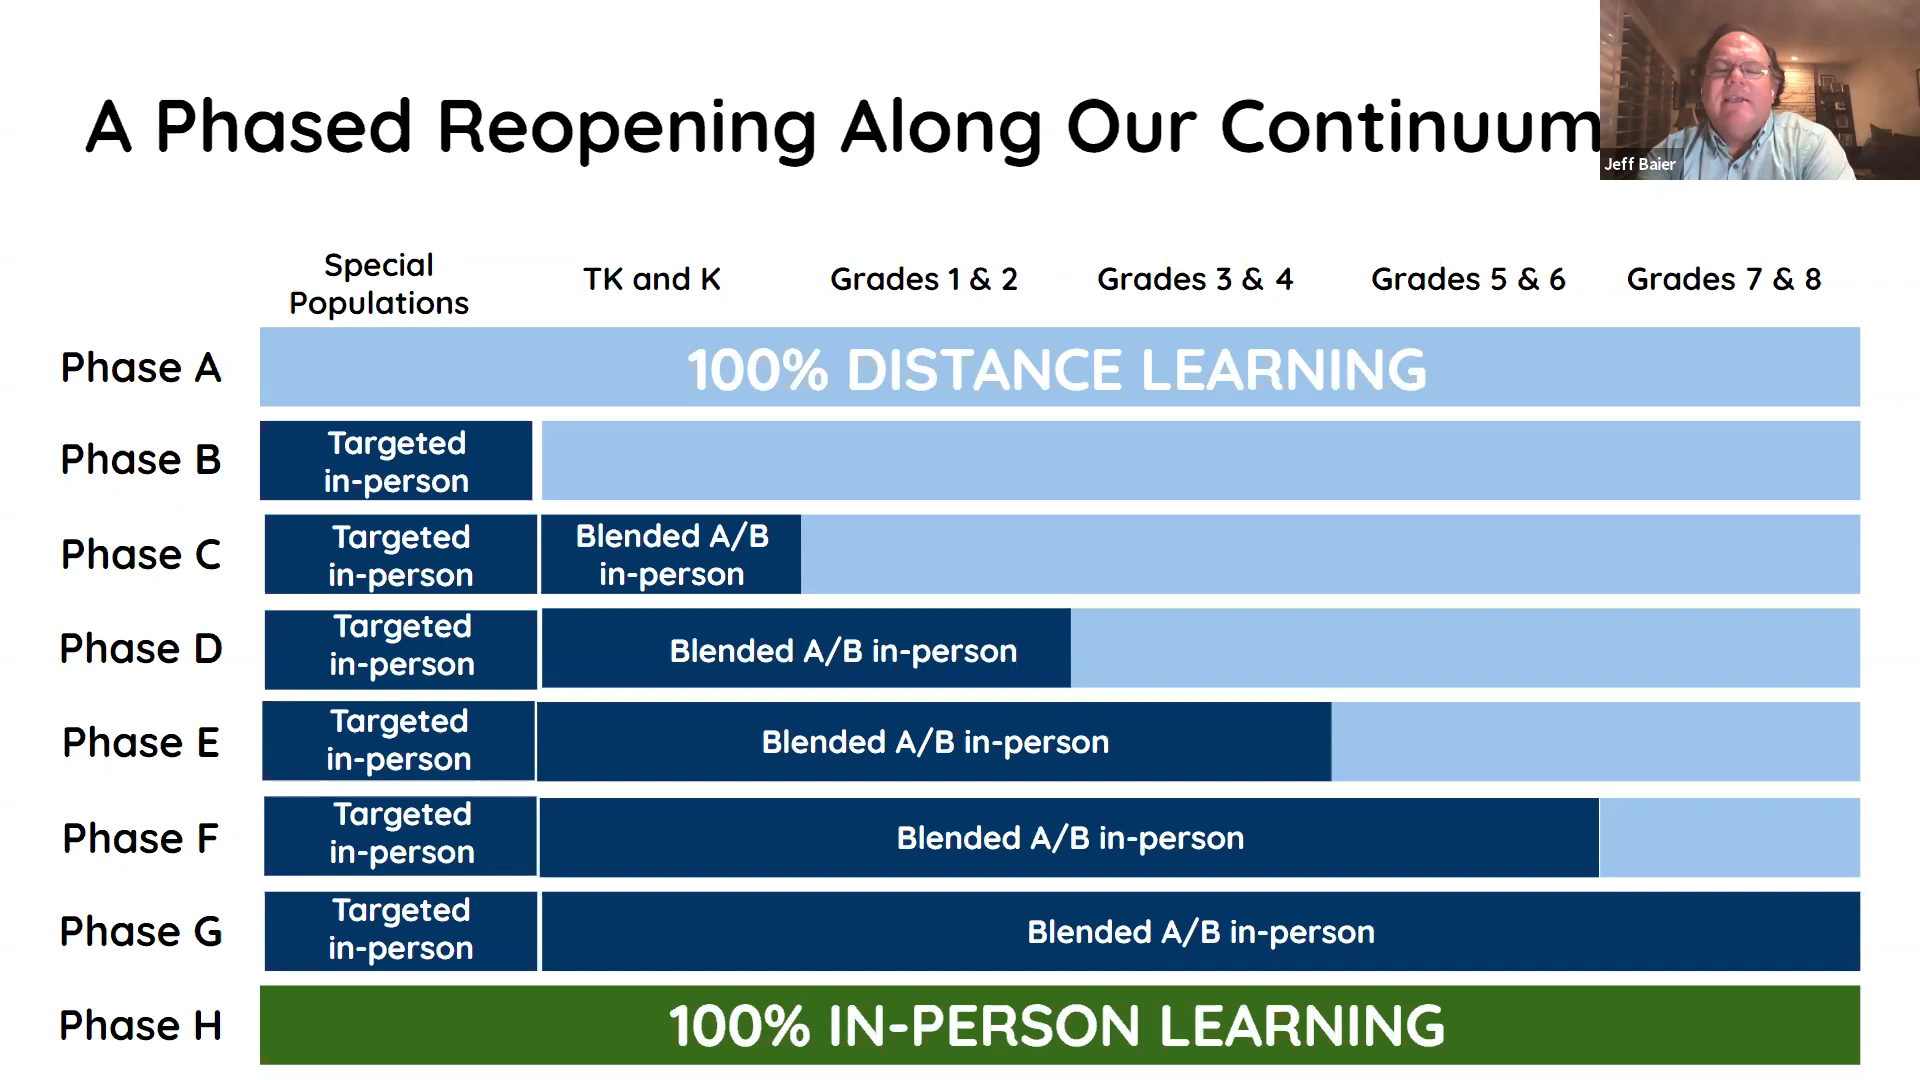 A Phased Reopening Along Our Continuum
Jeff Baier
Special
Populations
TK and K
Grades 1 & 2
Grades 3 & 4
Grades 5 & 6
Grades 7 & 8
Phase A
100% DISTANCE LEARNING
Phase B
Targeted
in-person
Phase C
Targeted
in-person
Blended A/B
in-person
Phase D
Targeted
in-person
Blended A/B in-person
Phase E
Targeted
in-person
Blended A/B in-person
Phase F
Targeted
in-person
Blended A/B in-person
Phase G
Targeted
in-person
Blended A/B in-person
Phase H
100% IN-PERSON LEARNING